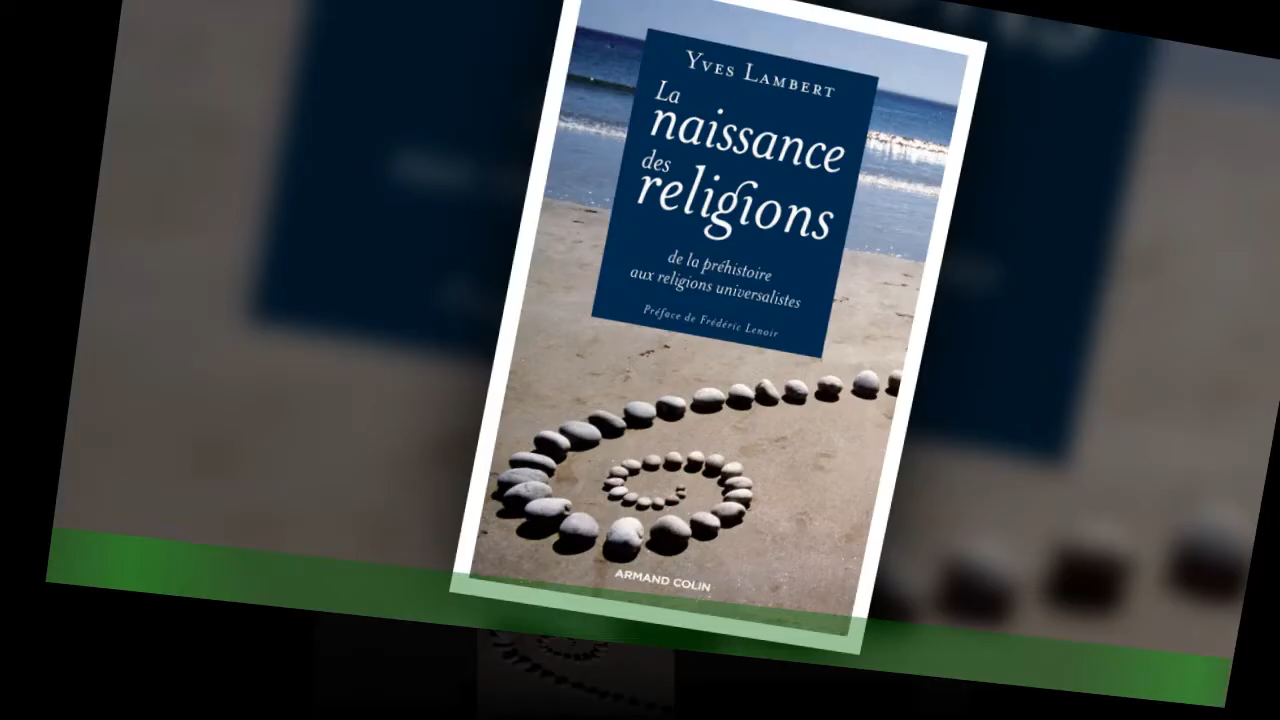 Yves Lambert
La
naissance
des
religions
de la préhistoire
aux religions universalistes
Préface de Frédéric Lenoir
ARMAND COLIN